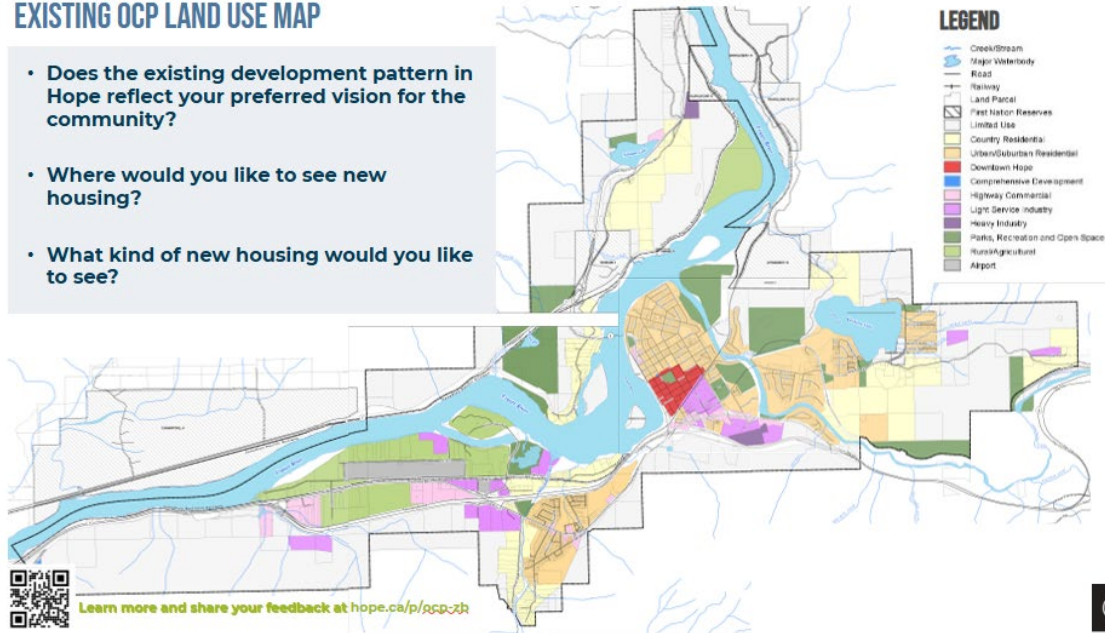 EXISTING OCP LAND USE MAP
• Does the existing development pattern in
Hope reflect your preferred vision for the
community?
• Where would you like to see new
housing?
• What kind of new housing would you like
to see?
LEGEND
Creek/Stream
Major Waterbody
Road
Railway
Land Parcel
First Nation Reserves
Limited Use
Country Residential
Urban/Suburban Residential
Downtown Hope
Comprehensive Development
Highway Commercial
Light Service Industry
Heavy Industry
Parks, Recreation and Open Space
Rural/Agricultural
Airport
Fraser River
Fraser River
Learn more and share your feedback at hope.ca/p/ocp-zb